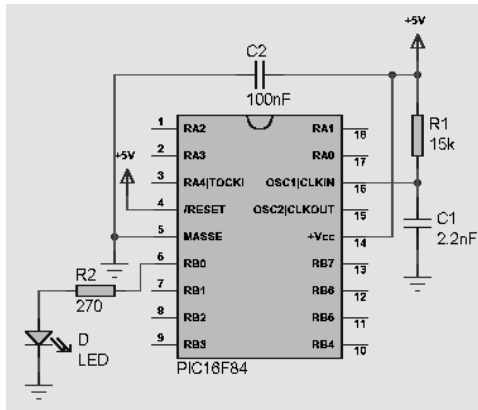 +5V
C2
100nF
R1
15k
+5V
C1
2.2nF
1 RA2 RA1 18
2 RA3 RA0 17
3 RA4|TOCKI OSC1|CLKIN 16
4 /RESET OSC2|CLKOUT 15
5 MASSE +Vcc 14
6 RB0 RB7 13
7 RB1 RB6 12
8 RB2 RB5 11
9 RB3 RB4 10
PIC16F84
R2
270
D
LED